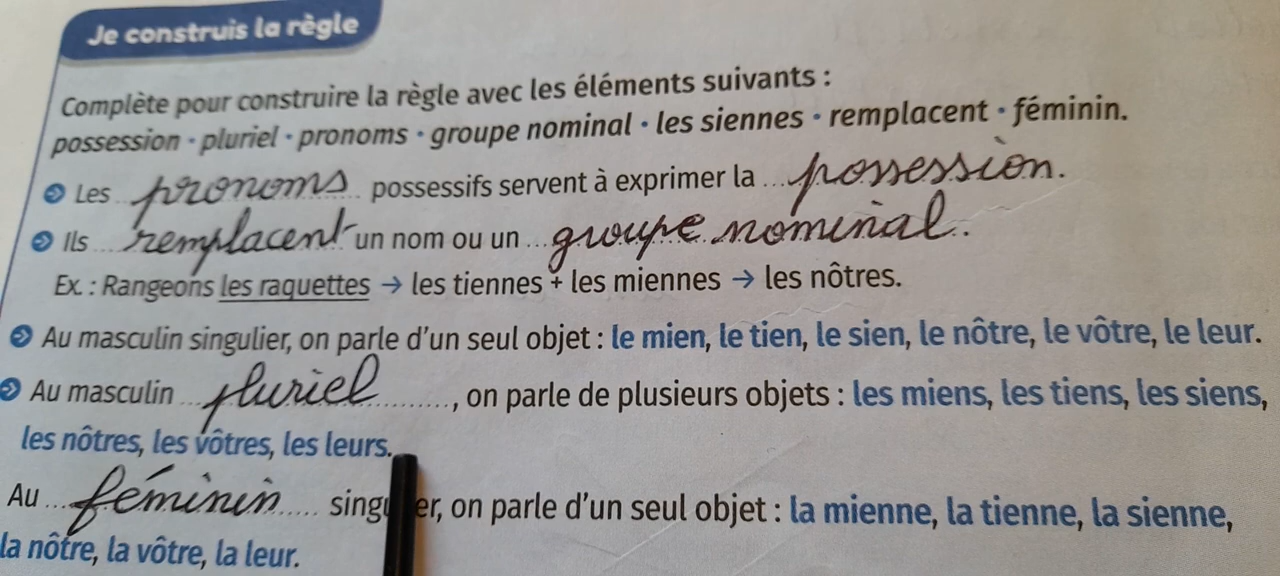 Je construis la règle
Complète pour construire la règle avec les éléments suivants :
possession • pluriel • pronoms • groupe nominal • les siennes • remplacent • féminin.
Les pronoms possessifs servent à exprimer la possession.
Ils remplacent un nom ou un groupe nominal.
Ex. : Rangeons les raquettes → les tiennes + les miennes → les nôtres.
Au masculin singulier, on parle d'un seul objet : le mien, le tien, le sien, le nôtre, le vôtre, le leur.
Au masculin pluriel, on parle de plusieurs objets : les miens, les tiens, les siens,
les nôtres, les vôtres, les leurs.
Au féminin singulier, on parle d'un seul objet : la mienne, la tienne, la sienne,
la nôtre, la vôtre, la leur.